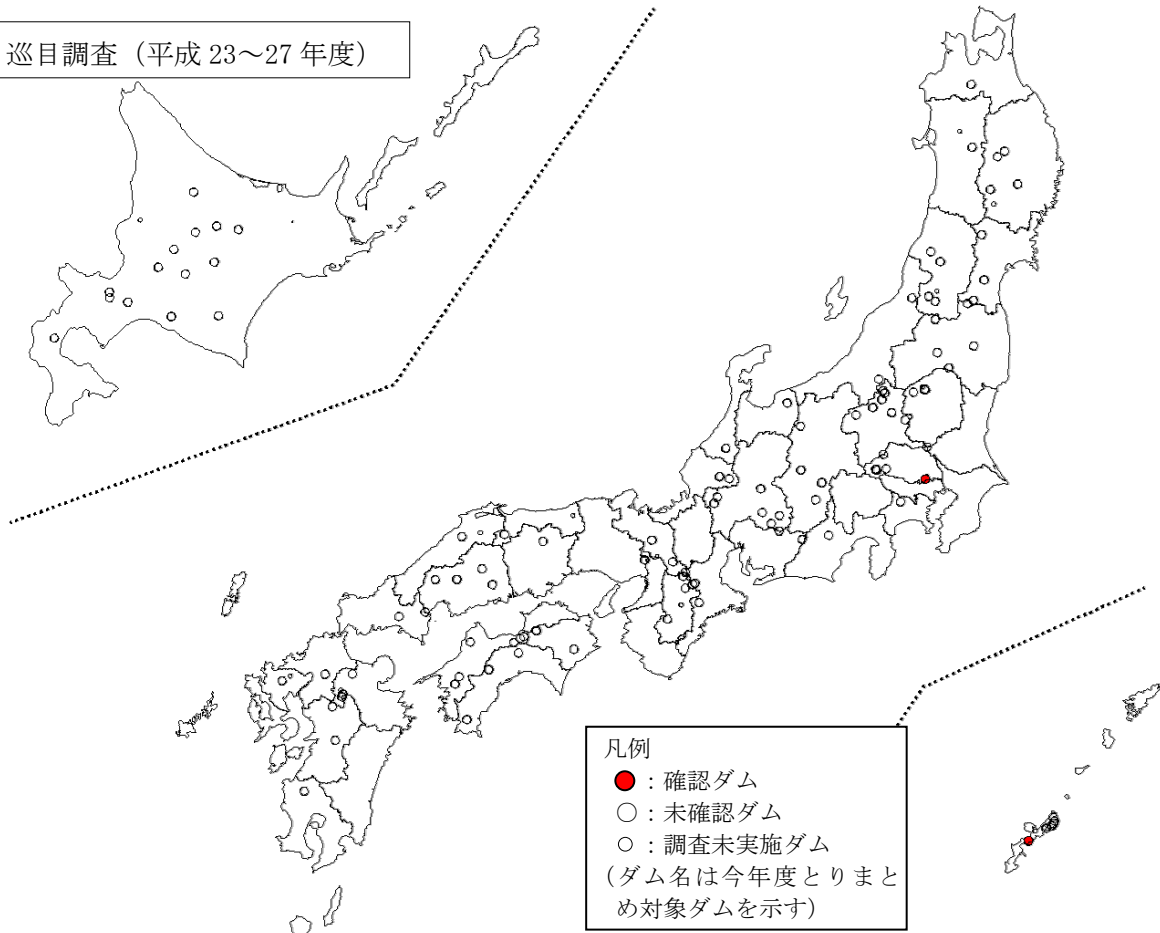 巡目調査（平成 23～27 年度）
凡例
：確認ダム
：未確認ダム
：調査未実施ダム
（ダム名は今年度とりまと
め対象ダムを示す）